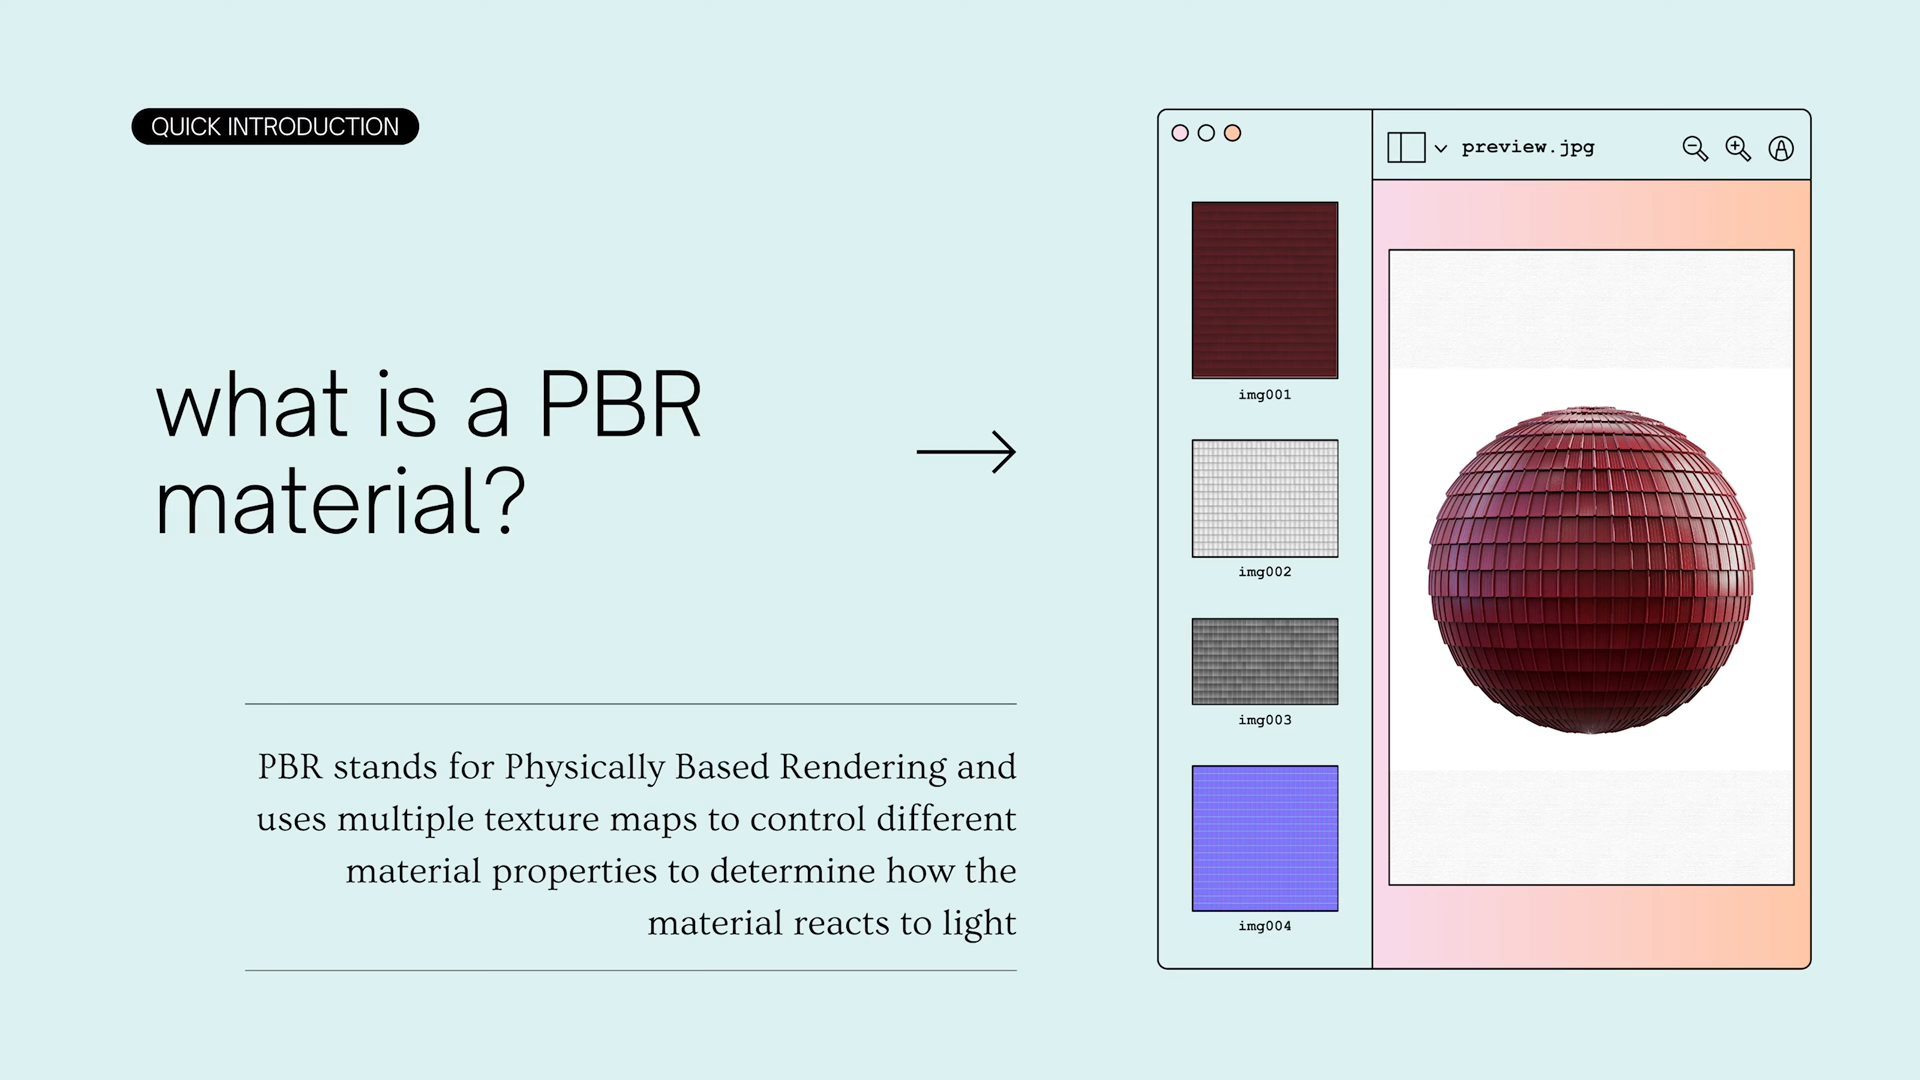 QUICK INTRODUCTION
what is a PBR
material?
PBR stands for Physically Based Rendering and
uses multiple texture maps to control different
material properties to determine how the
material reacts to light
preview.jpg
A
img001
img002
img003
img004